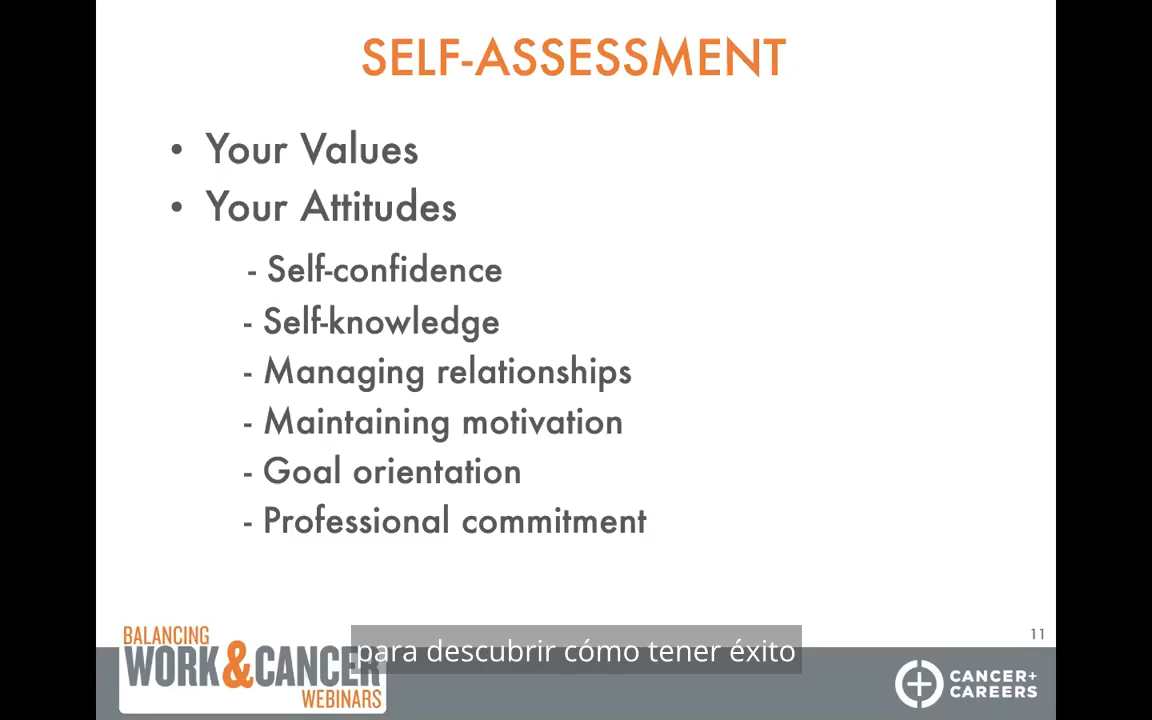 SELF-ASSESSMENT
• Your Values
• Your Attitudes
- Self-confidence
- Self-knowledge
- Managing relationships
- Maintaining motivation
- Goal orientation
- Professional commitment
11
BALANCING
WORK&CANCER
WEBINARS
para descubrir cómo tener éxito
CANCER+
CAREERS